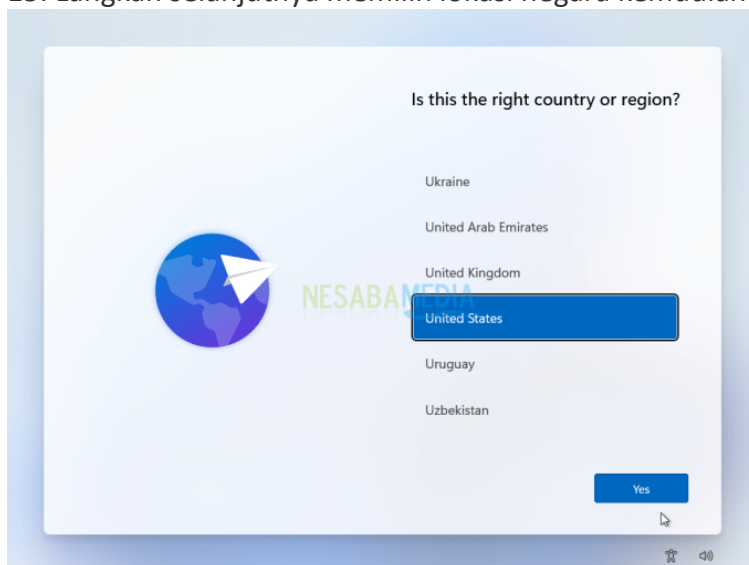 Is this the right country or region?
Ukraine
United Arab Emirates
United Kingdom
NESABAMEDIA
United States
Uruguay
Uzbekistan
Yes